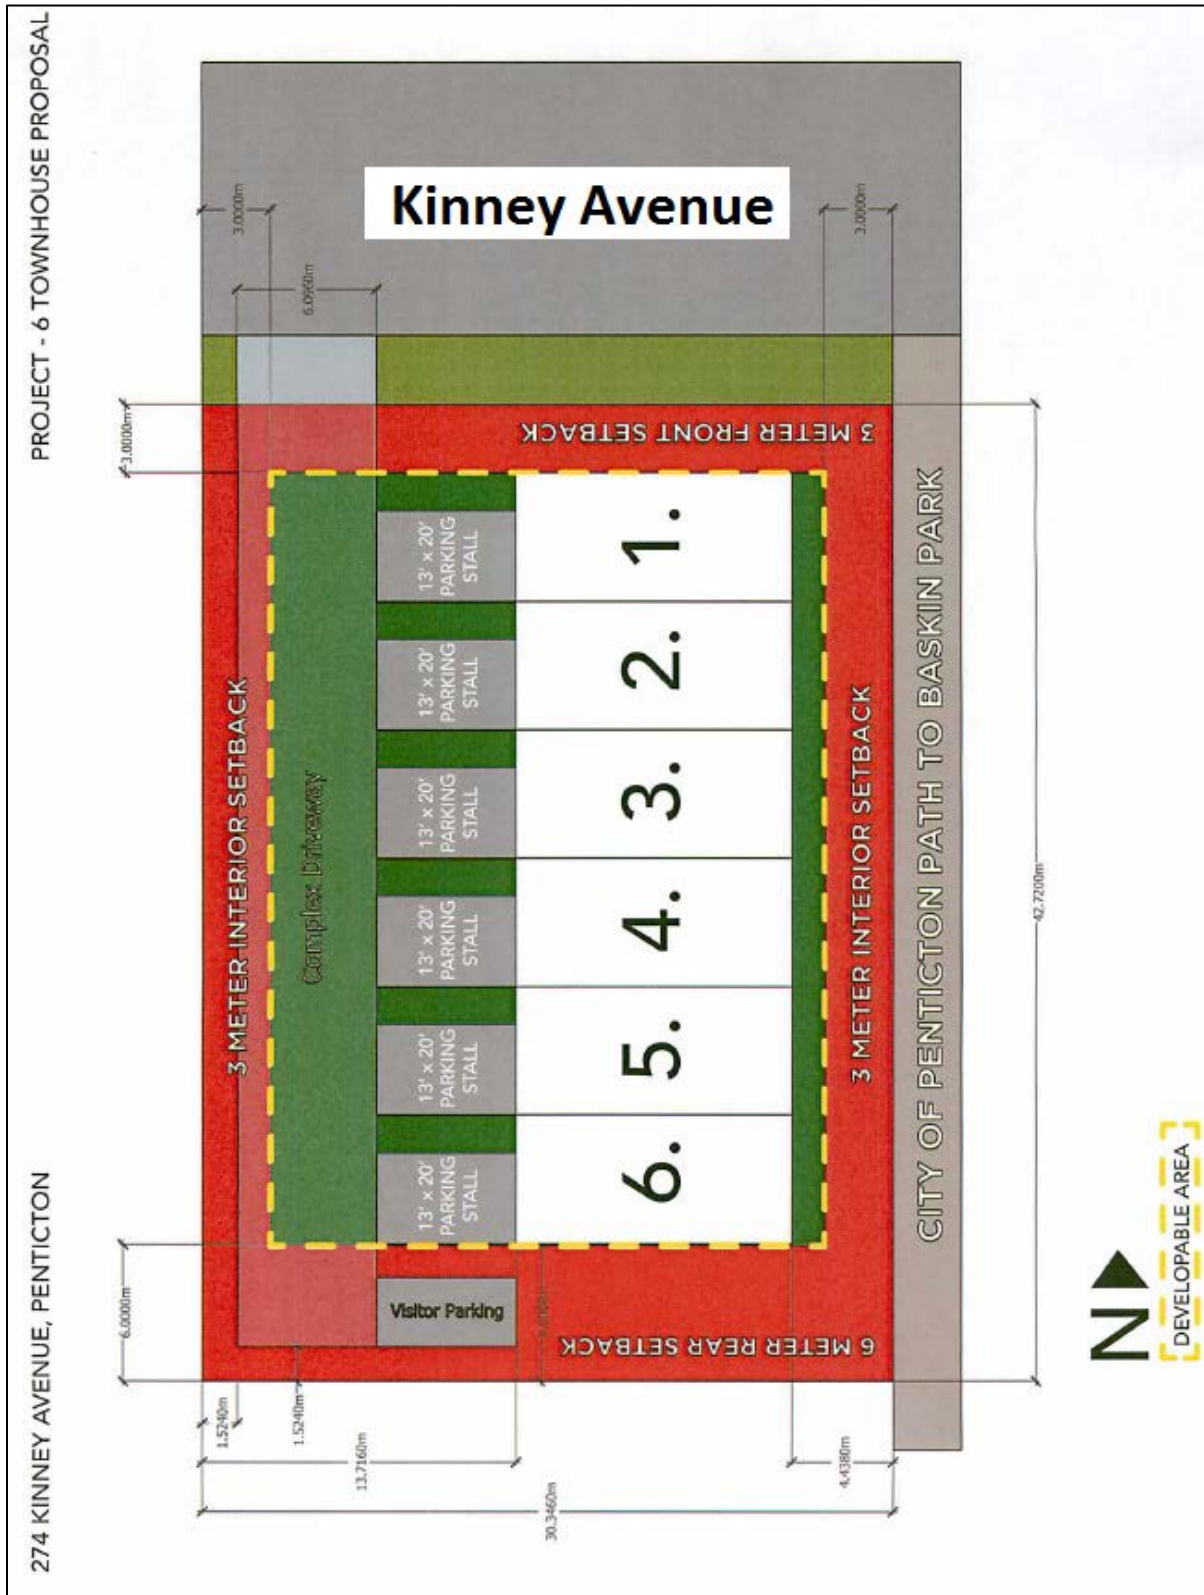 274 KINNEY AVENUE, PENTICTON
PROJECT - 6 TOWNHOUSE PROPOSAL
Kinney Avenue
3.0000m
6.0960m
3.0000m
3.0000m
3 METER FRONT SETBACK
3 METER INTERIOR SETBACK
Complex Driveway
13' x 20'
PARKING
STALL
1.
13' x 20'
PARKING
STALL
2.
13' x 20'
PARKING
STALL
3.
13' x 20'
PARKING
STALL
4.
13' x 20'
PARKING
STALL
5.
13' x 20'
PARKING
STALL
6.
3 METER INTERIOR SETBACK
CITY OF PENTICTON PATH TO BASKIN PARK
42.7200m
6.0000m
Visitor Parking
6 METER REAR SETBACK
1.5240m
1.5240m
13.7160m
4.4380m
30.3460m
N
DEVELOPABLE AREA